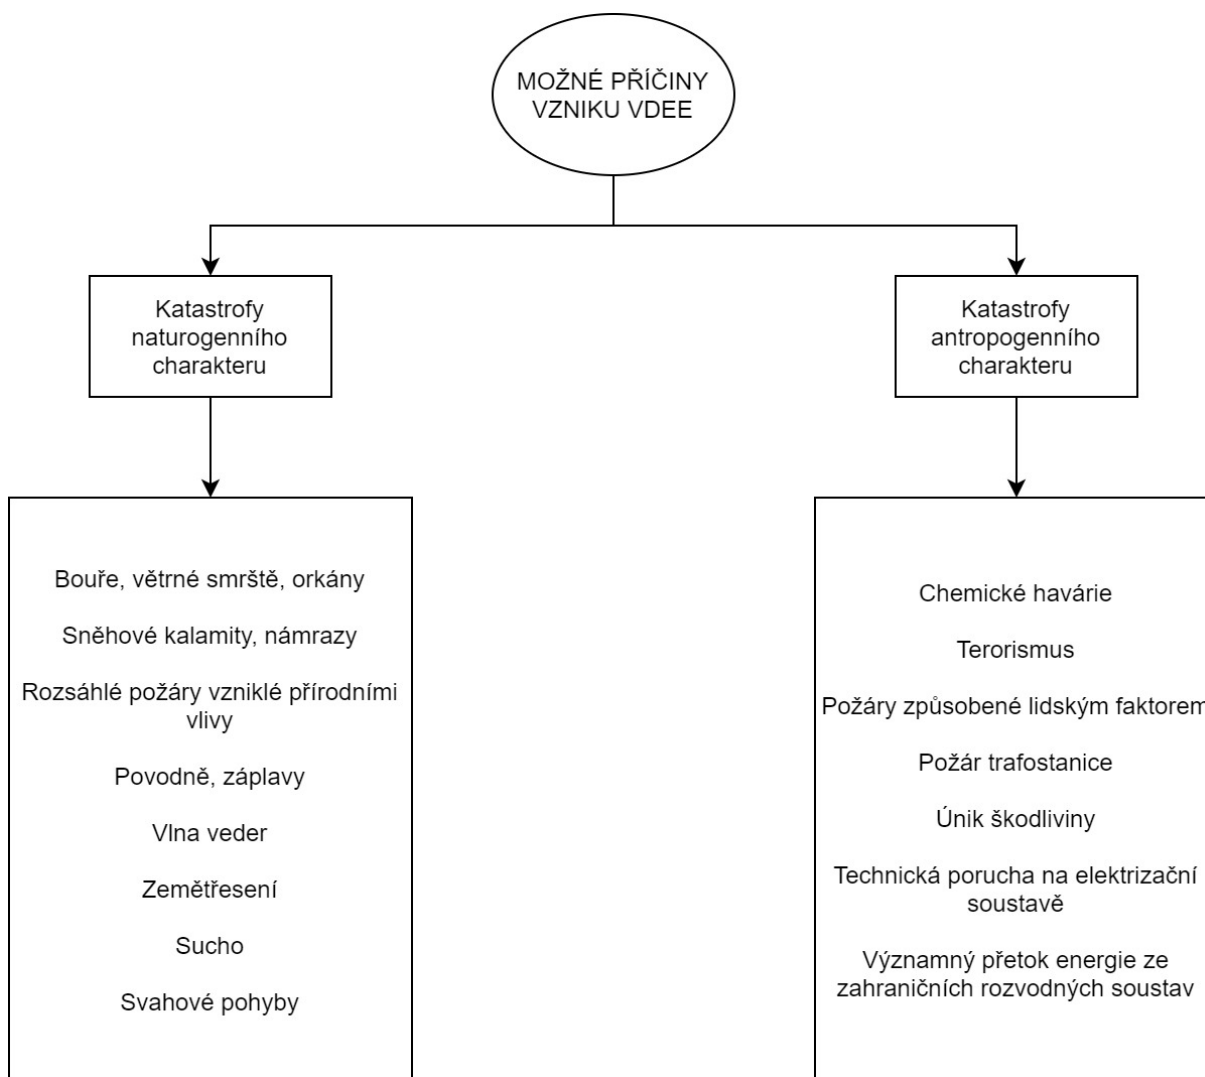 MOŽNÉ PŘÍČINY
VZNIKU VDEE
Katastrofy
naturogenního
charakteru
Katastrofy
antropogenního
charakteru
Bouře, větrné smrště, orkány
Sněhové kalamity, námrazy
Rozsáhlé požáry vzniklé přírodními
vlivy
Povodně, záplavy
Vlna veder
Zemětřesení
Sucho
Svahové pohyby
Chemické havárie
Terorismus
Požáry způsobené lidským faktorem
Požár trafostanice
Únik škodliviny
Technická porucha na elektrizační
soustavě
Významný přetok energie ze
zahraničních rozvodných soustav